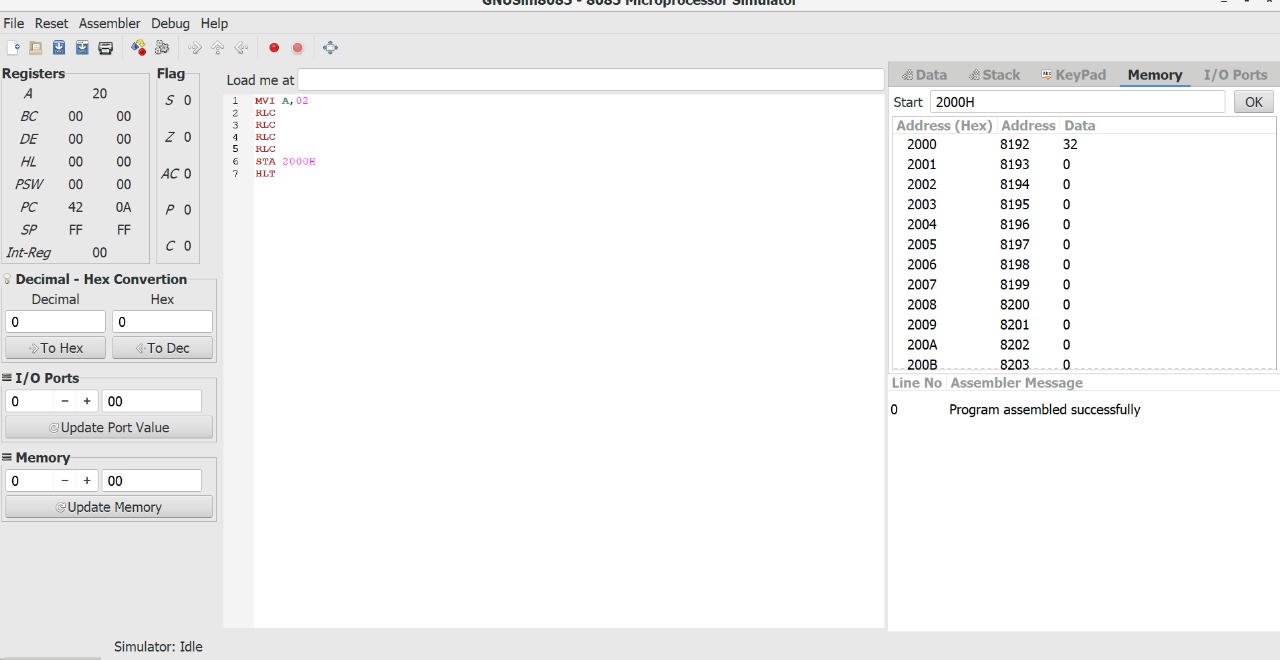 GNUSim8085 - 8085 Microprocessor Simulator
File Reset Assembler Debug Help
Registers
A 20
BC 00 00
DE 00 00
HL 00 00
PSW 00 00
PC 42 0A
SP FF FF
Int-Reg 00
Flag
S 0
Z 0
AC 0
P 0
C 0
Decimal - Hex Convertion
Decimal Hex
0 0
To Hex To Dec
I/O Ports
0 − + 00
Update Port Value
Memory
0 − + 00
Update Memory
Load me at
1 MVI A,02
2 RLC
3 RLC
4 RLC
5 RLC
6 STA 2000H
7 HLT
Data Stack KeyPad Memory I/O Ports
Start 2000H OK
Address (Hex) Address Data
2000 8192 32
2001 8193 0
2002 8194 0
2003 8195 0
2004 8196 0
2005 8197 0
2006 8198 0
2007 8199 0
2008 8200 0
2009 8201 0
200A 8202 0
200B 8203 0
Line No Assembler Message
0 Program assembled successfully
Simulator: Idle